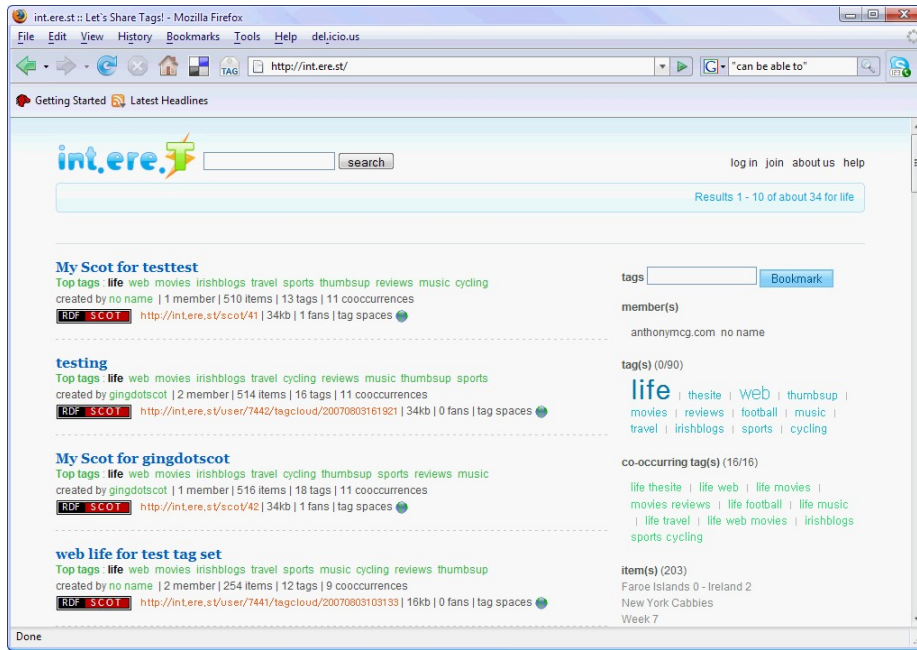 int.ere.st :: Let's Share Tags! - Mozilla Firefox
File Edit View History Bookmarks Tools Help del.icio.us
TAG http://int.ere.st/ G "can be able to"
Getting Started Latest Headlines
int.ere.T search log in join about us help
Results 1 - 10 of about 34 for life
My Scot for testtest
Top tags : life web movies irishblogs travel sports thumbsup reviews music cycling
created by no name | 1 member | 510 items | 13 tags | 11 cooccurrences
RDF SCOT http://int.ere.st/scot/41 | 34kb | 1 fans | tag spaces
testing
Top tags : life web movies irishblogs travel cycling reviews music thumbsup sports
created by gingdotscot | 2 member | 514 items | 16 tags | 11 cooccurrences
RDF SCOT http://int.ere.st/user/7442/tagcloud/20070803161921 | 34kb | 0 fans | tag spaces
My Scot for gingdotscot
Top tags : life web movies irishblogs travel cycling thumbsup sports reviews music
created by gingdotscot | 1 member | 516 items | 18 tags | 11 cooccurrences
RDF SCOT http://int.ere.st/scot/42 | 34kb | 1 fans | tag spaces
web life for test tag set
Top tags : life web movies irishblogs travel sports music cycling reviews thumbsup
created by no name | 2 member | 254 items | 12 tags | 9 cooccurrences
RDF SCOT http://int.ere.st/user/7441/tagcloud/20070803103133 | 16kb | 0 fans | tag spaces
tags Bookmark
member(s)
anthonymcg.com no name
tag(s) (0/90)
life | thesite | web | thumbsup |
movies | reviews | football | music |
travel | irishblogs | sports | cycling
co-occurring tag(s) (16/16)
life thesite | life web | life movies |
movies reviews | life football | life music
| life travel | life web movies | irishblogs
sports cycling
item(s) (203)
Faroe Islands 0 - Ireland 2
New York Cabbies
Week 7
Done